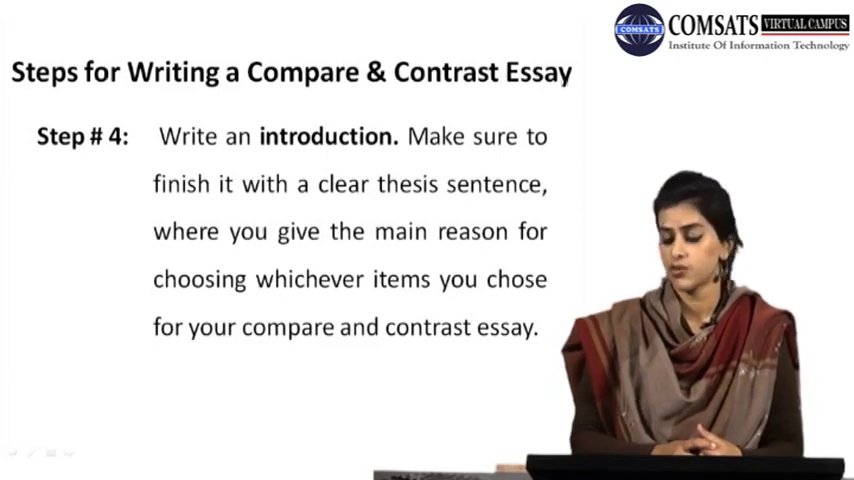 COMSATS VIRTUAL CAMPUS
COMSATS
Institute Of Information Technology
Steps for Writing a Compare & Contrast Essay
Step # 4: Write an introduction. Make sure to
finish it with a clear thesis sentence,
where you give the main reason for
choosing whichever items you chose
for your compare and contrast essay.